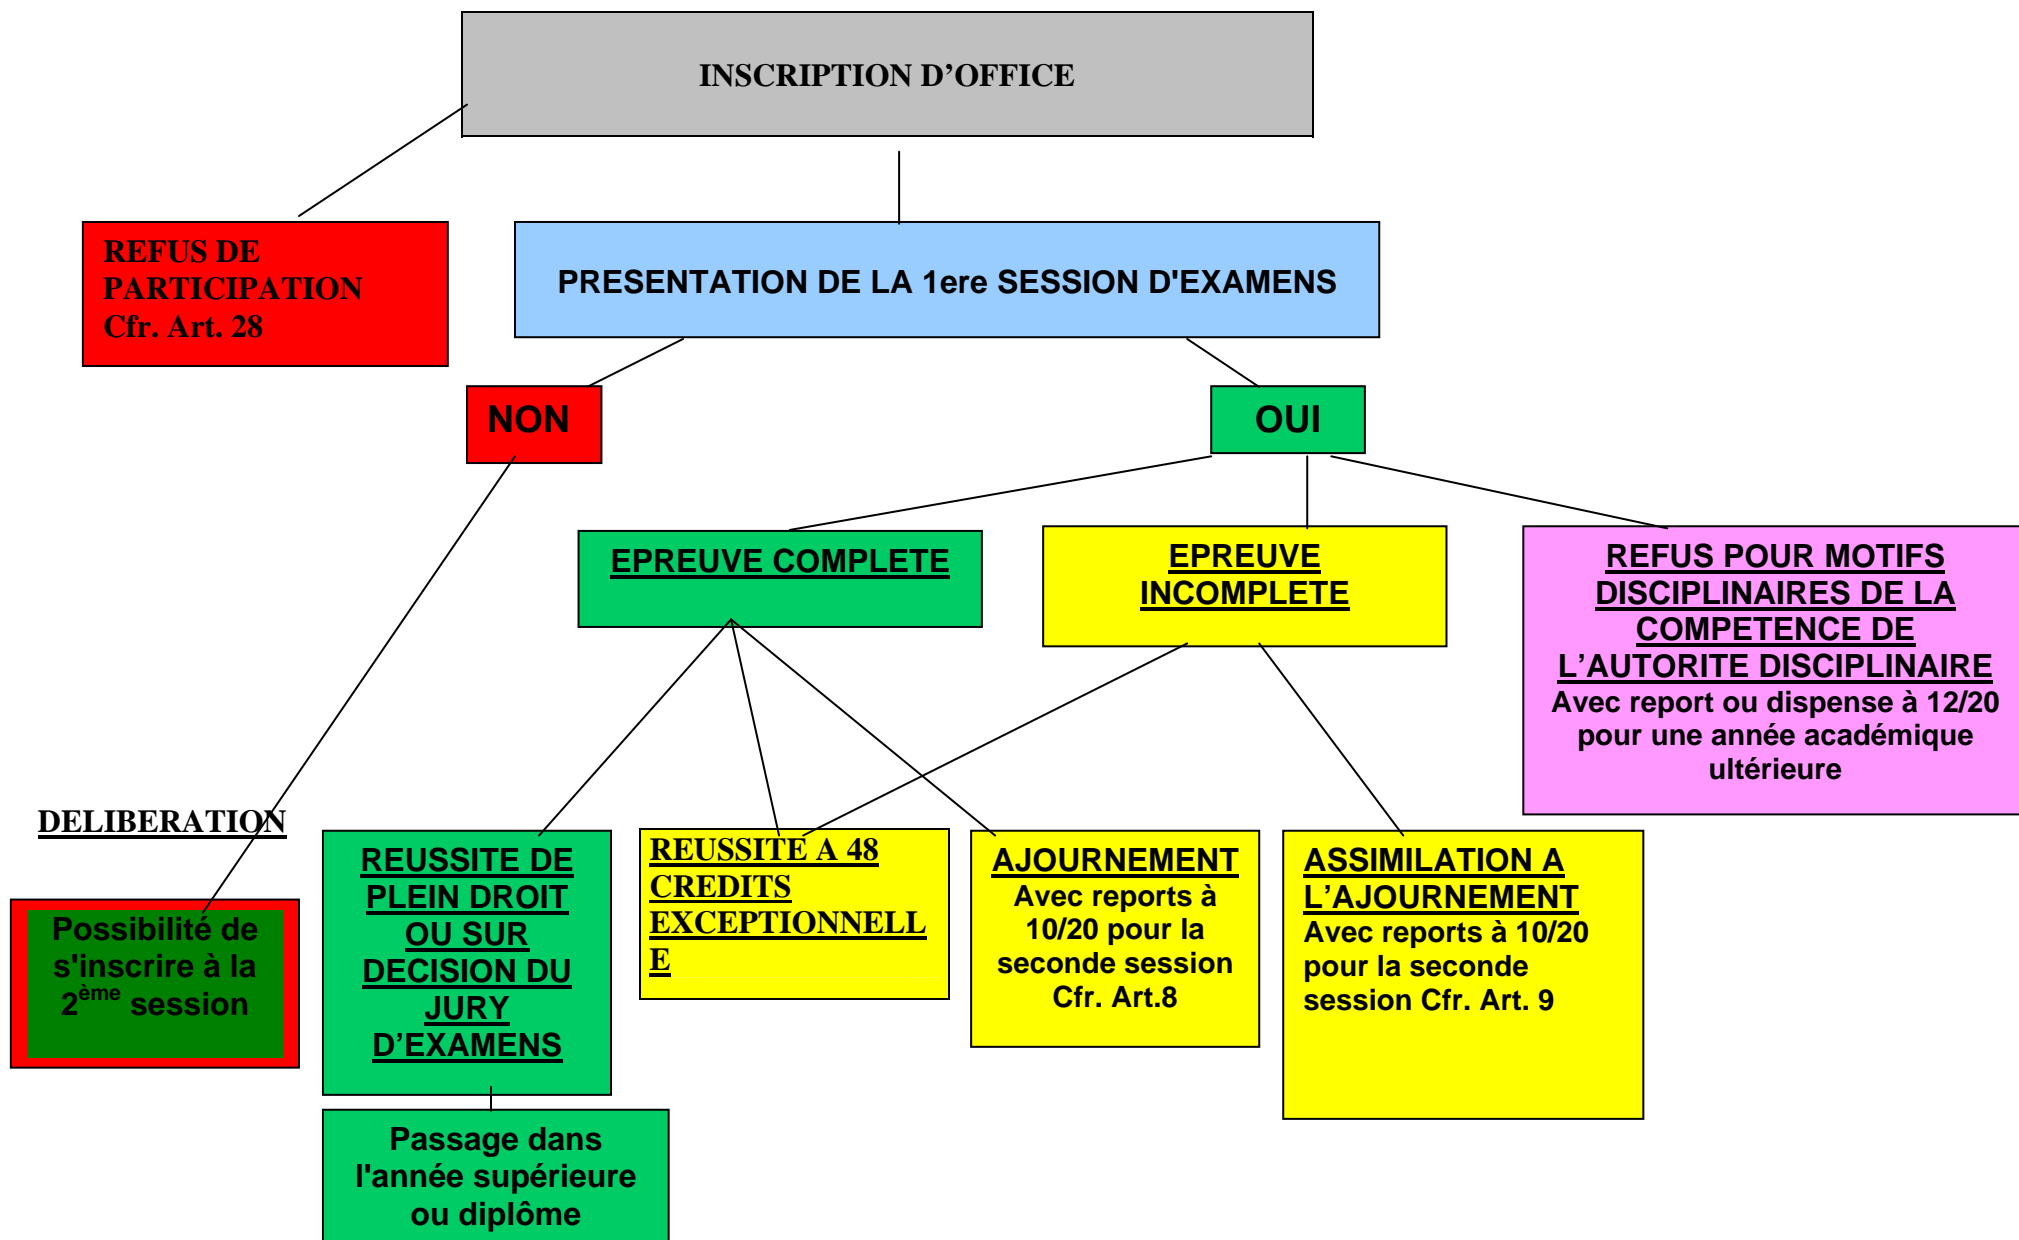 INSCRIPTION D’OFFICE
REFUS DE
PARTICIPATION
Cfr. Art. 28
PRESENTATION DE LA 1ere SESSION D'EXAMENS
NON
OUI
EPREUVE COMPLETE
EPREUVE
INCOMPLETE
REFUS POUR MOTIFS
DISCIPLINAIRES DE LA
COMPETENCE DE
L’AUTORITE DISCIPLINAIRE
Avec report ou dispense à 12/20
pour une année académique
ultérieure
DELIBERATION
Possibilité de
s'inscrire à la
2ème session
REUSSITE DE
PLEIN DROIT
OU SUR
DECISION DU
JURY
D’EXAMENS
REUSSITE A 48
CREDITS
EXCEPTIONNELL
E
AJOURNEMENT
Avec reports à
10/20 pour la
seconde session
Cfr. Art.8
ASSIMILATION A
L’AJOURNEMENT
Avec reports à 10/20
pour la seconde
session Cfr. Art. 9
Passage dans
l'année supérieure
ou diplôme